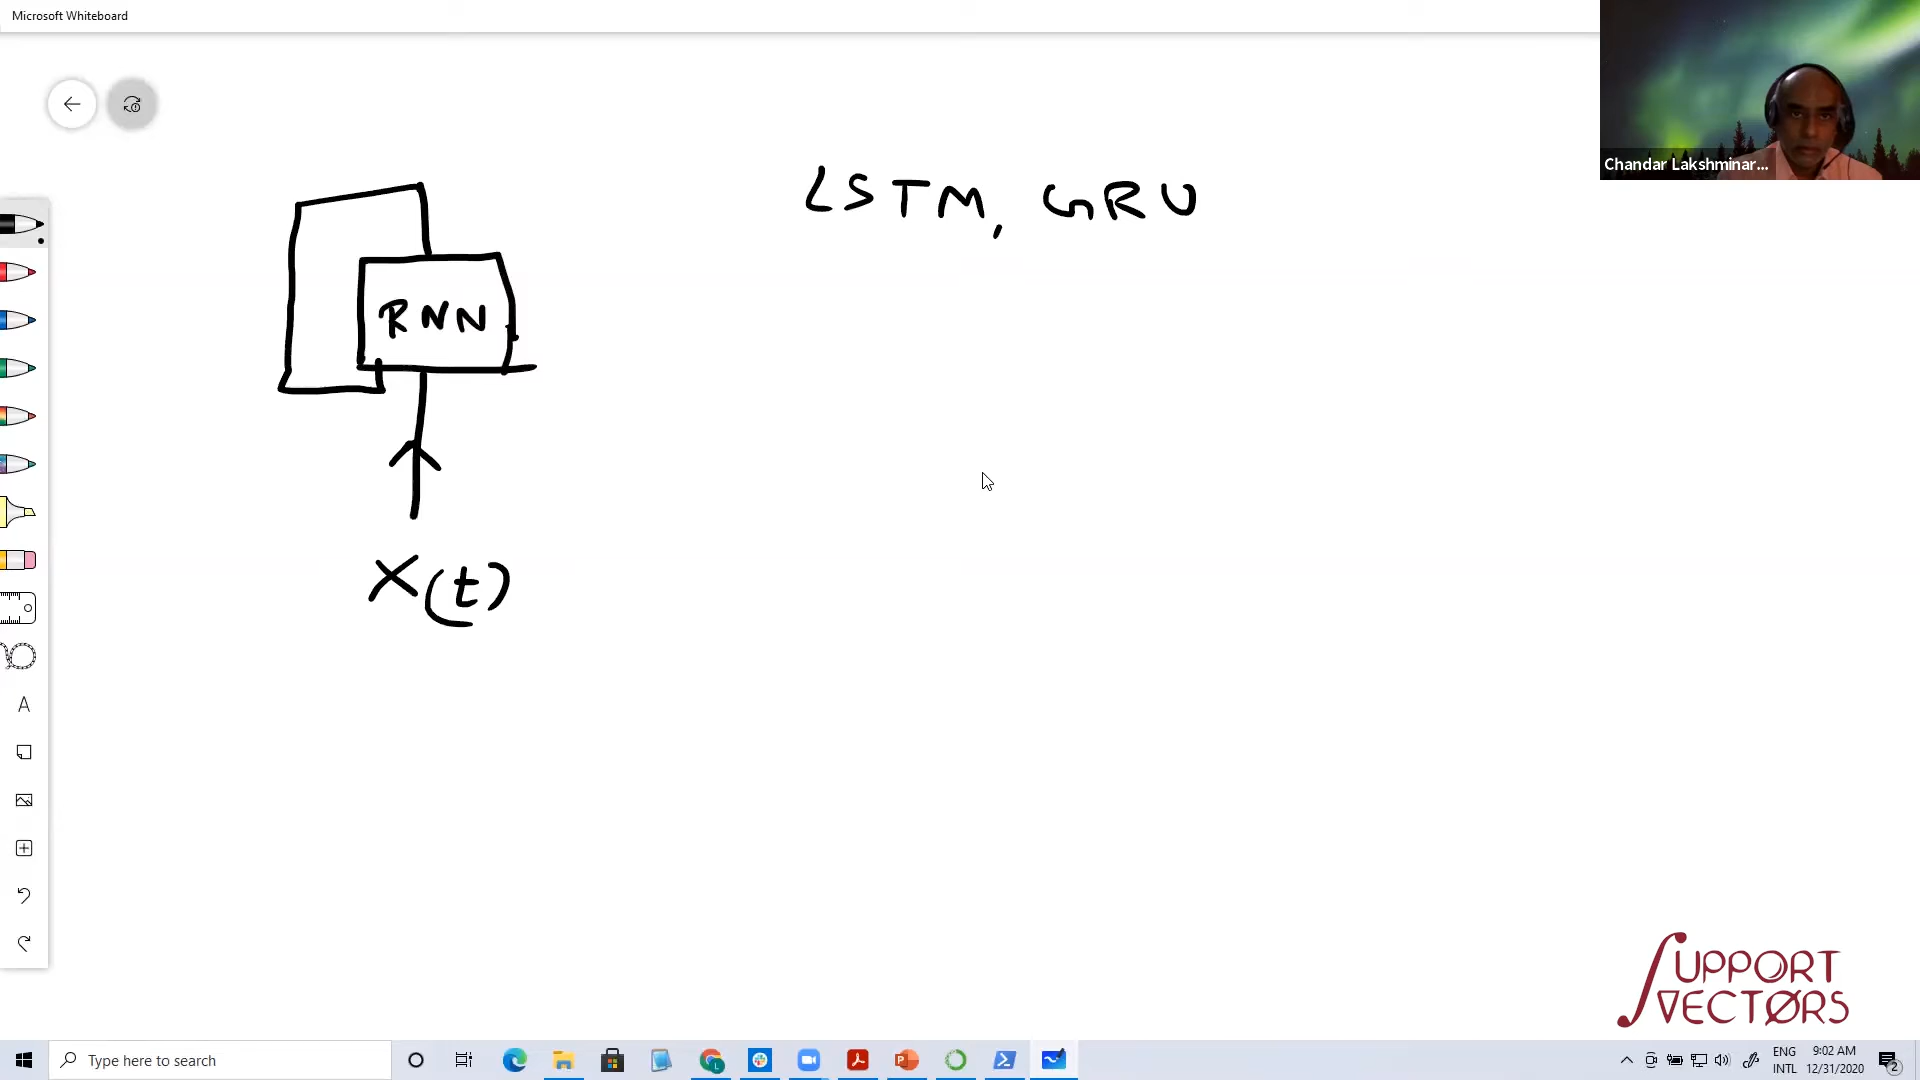 Microsoft Whiteboard
Chandar Lakshminar...
LSTM, GRU
RNN
X(t)
A
SUPPORT
VECTORS
Type here to search
ENG
INTL
9:02 AM
12/31/2020
2